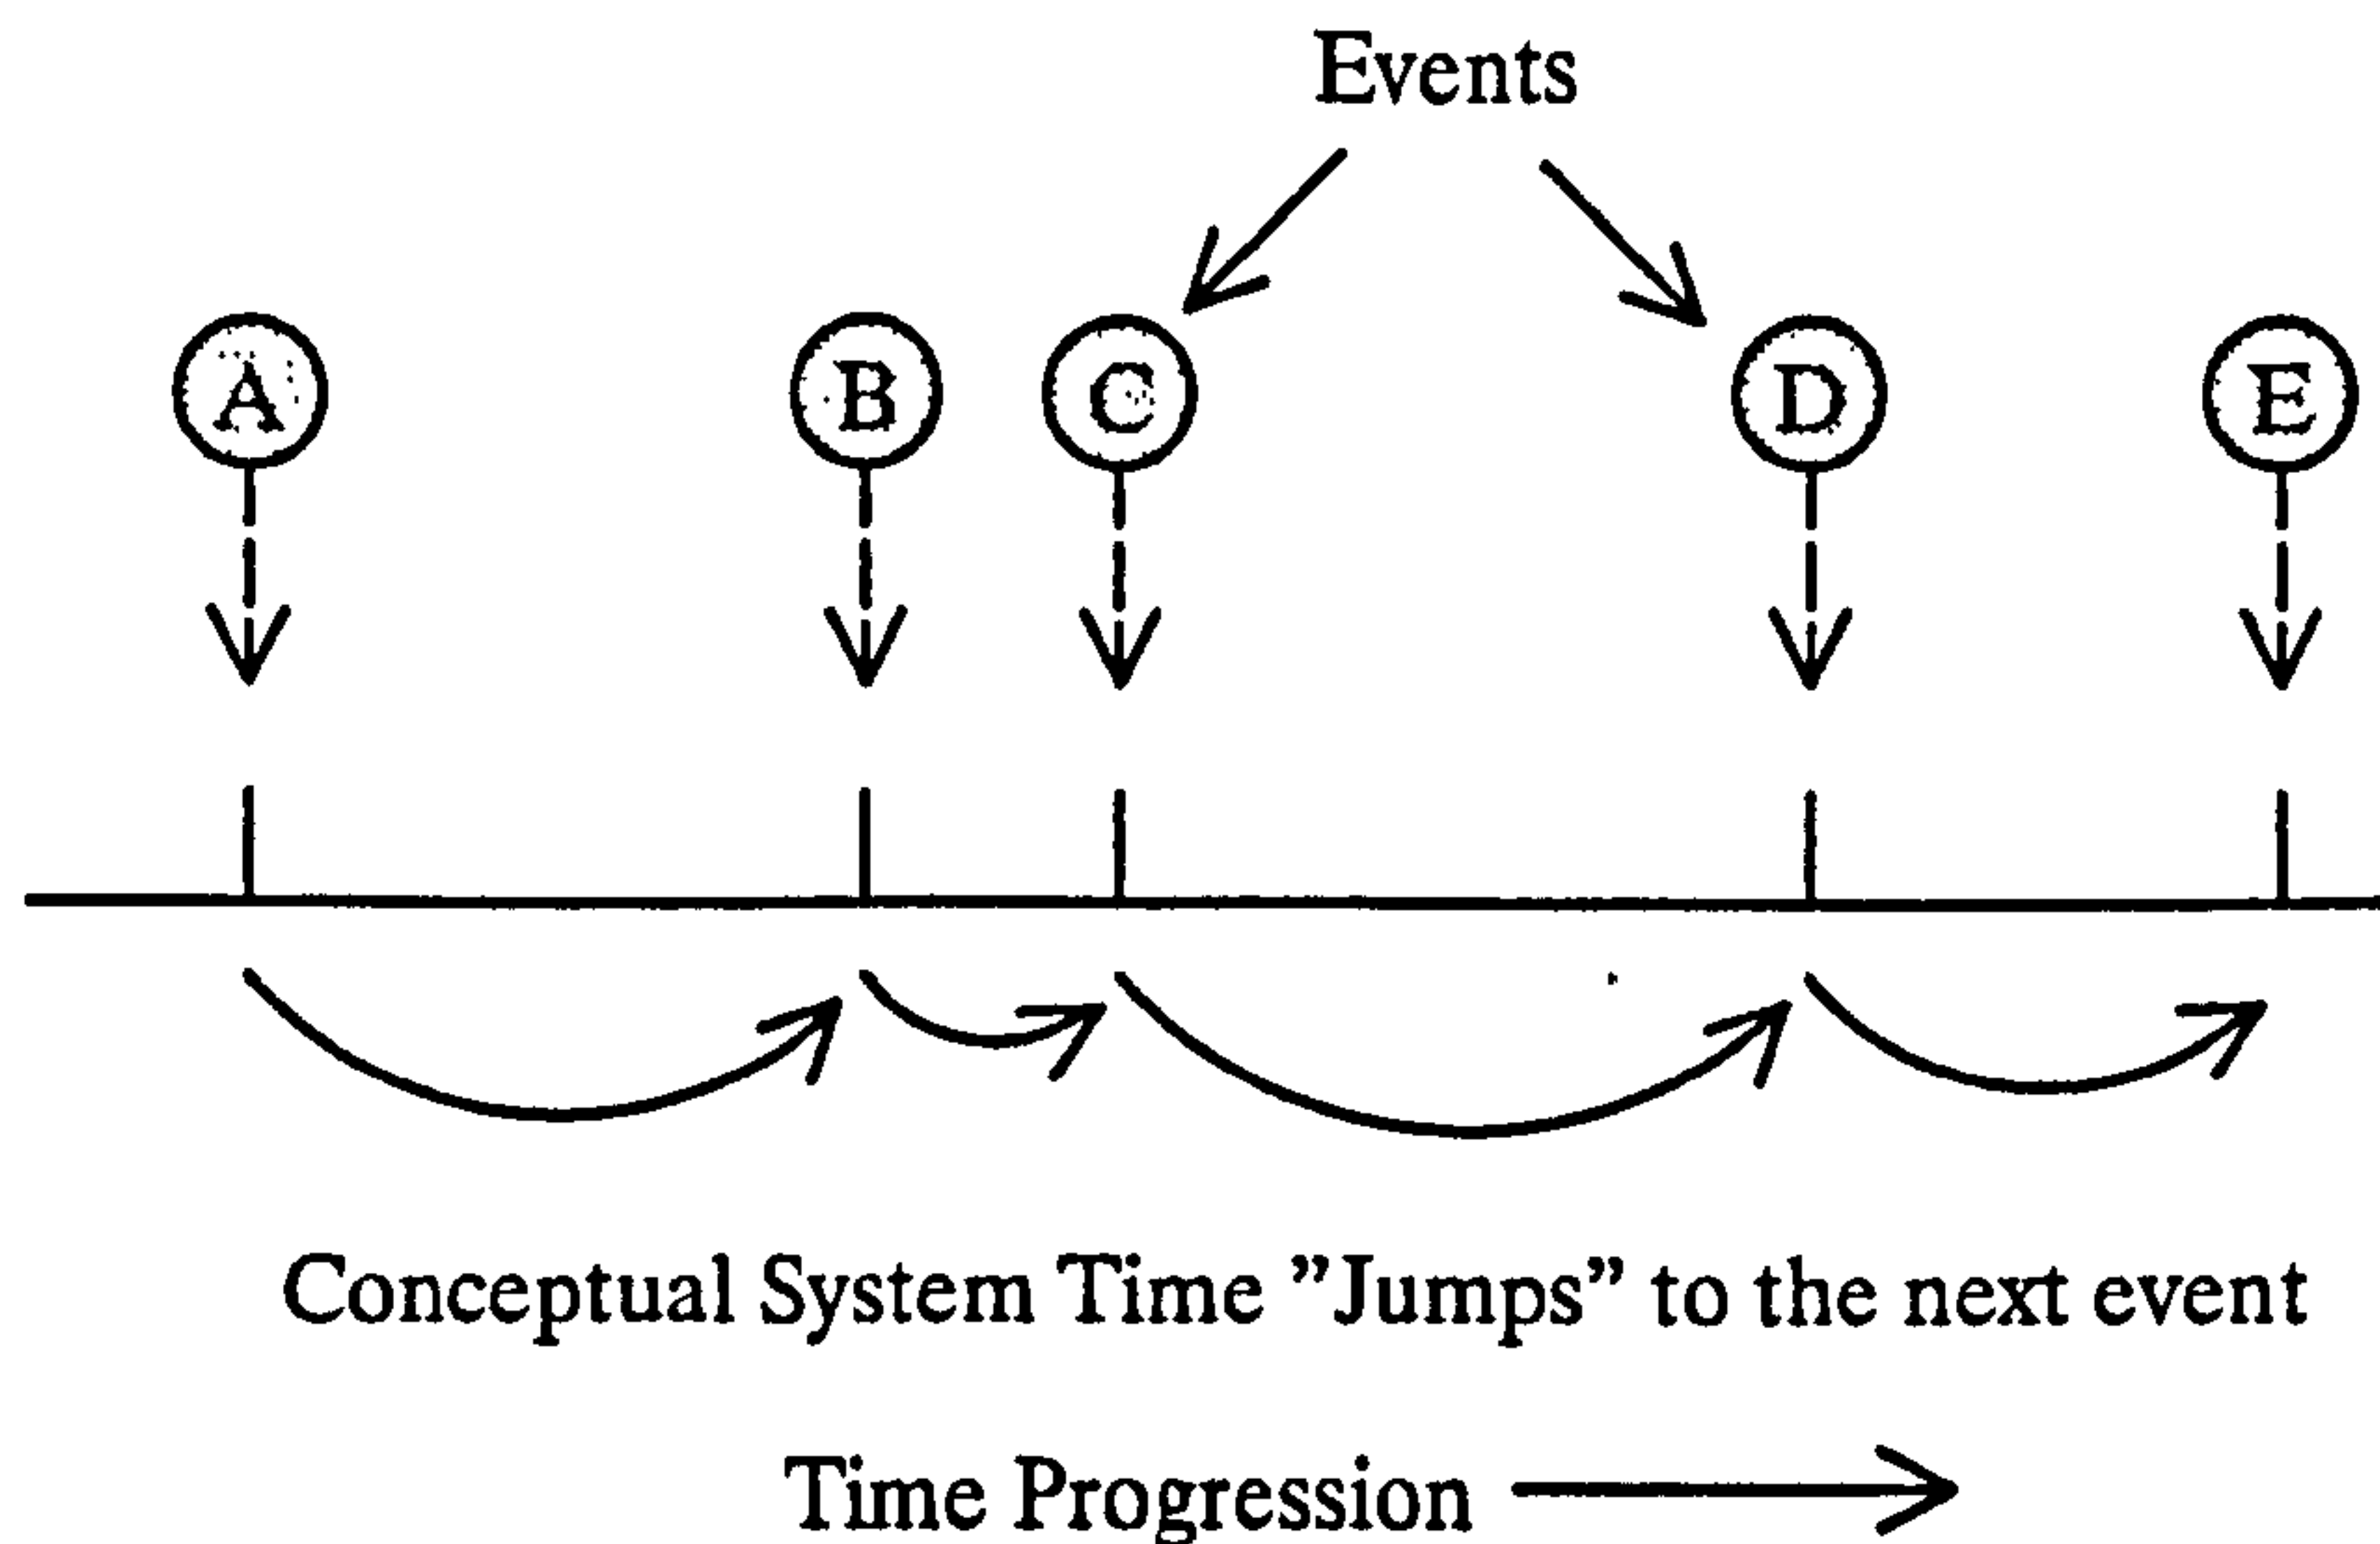 Events
A B C D E
Conceptual System Time ”Jumps” to the next event
Time Progression